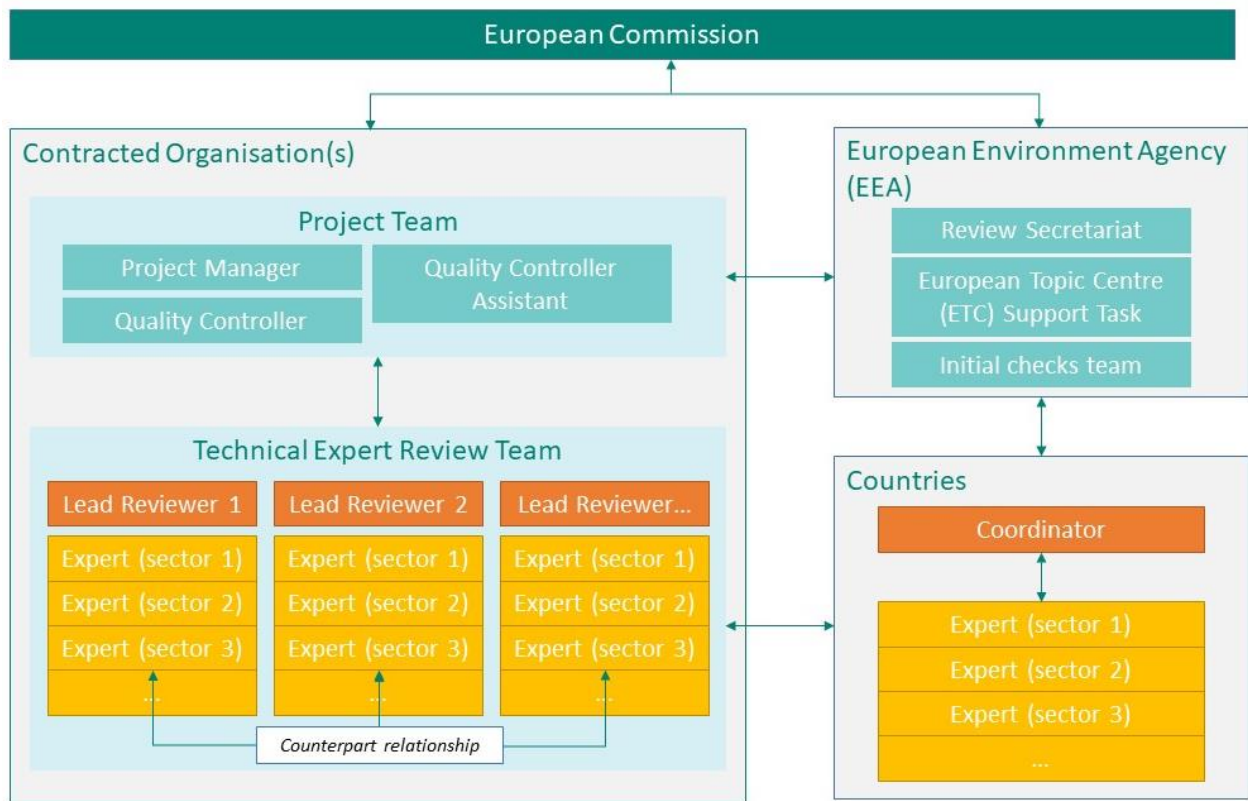 European Commission
Contracted Organisation(s)
Project Team
Project Manager
Quality Controller
Quality Controller
Assistant
Technical Expert Review Team
Lead Reviewer 1
Expert (sector 1)
Expert (sector 2)
Expert (sector 3)
...
Lead Reviewer 2
Expert (sector 1)
Expert (sector 2)
Expert (sector 3)
...
Lead Reviewer...
Expert (sector 1)
Expert (sector 2)
Expert (sector 3)
...
Counterpart relationship
European Environment Agency
(EEA)
Review Secretariat
European Topic Centre
(ETC) Support Task
Initial checks team
Countries
Coordinator
Expert (sector 1)
Expert (sector 2)
Expert (sector 3)
...